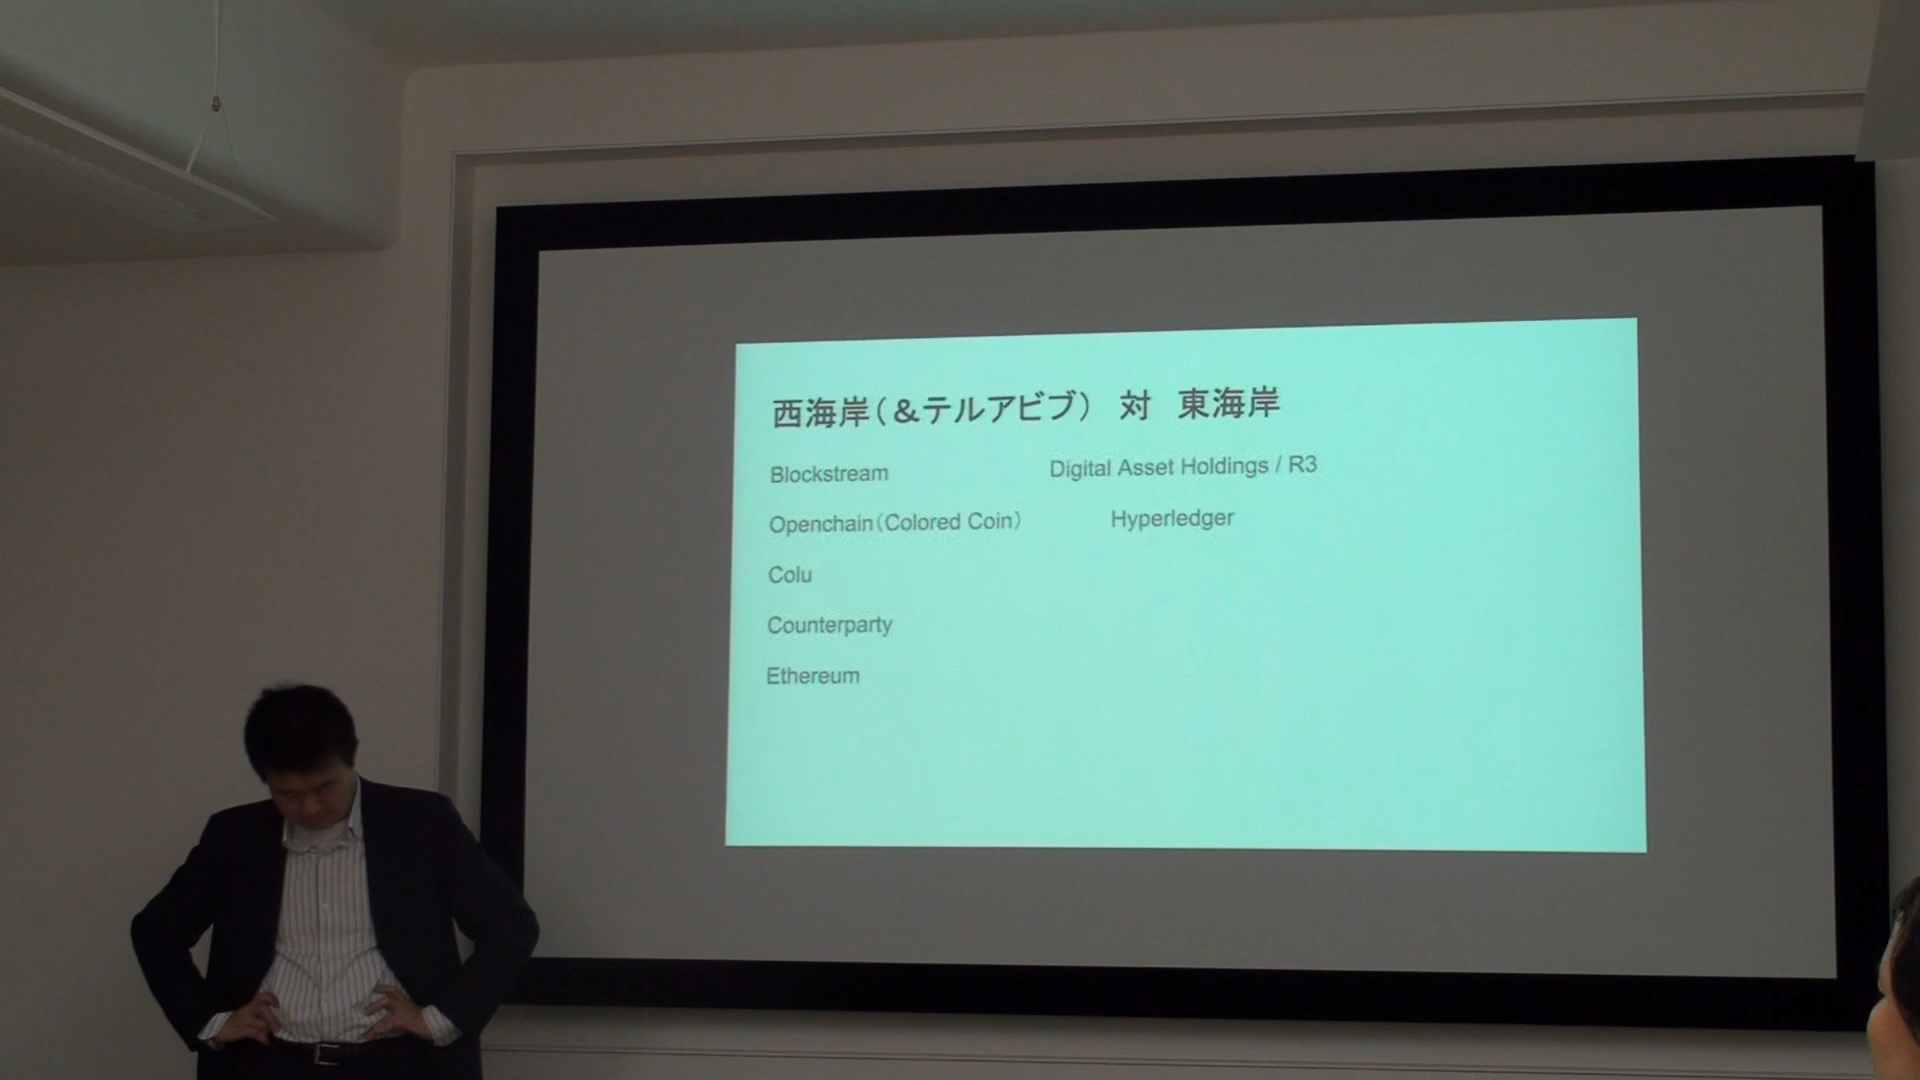 西海岸（＆テルアビブ）　対　東海岸
Blockstream　Digital Asset Holdings / R3
Openchain（Colored Coin）　Hyperledger
Colu
Counterparty
Ethereum